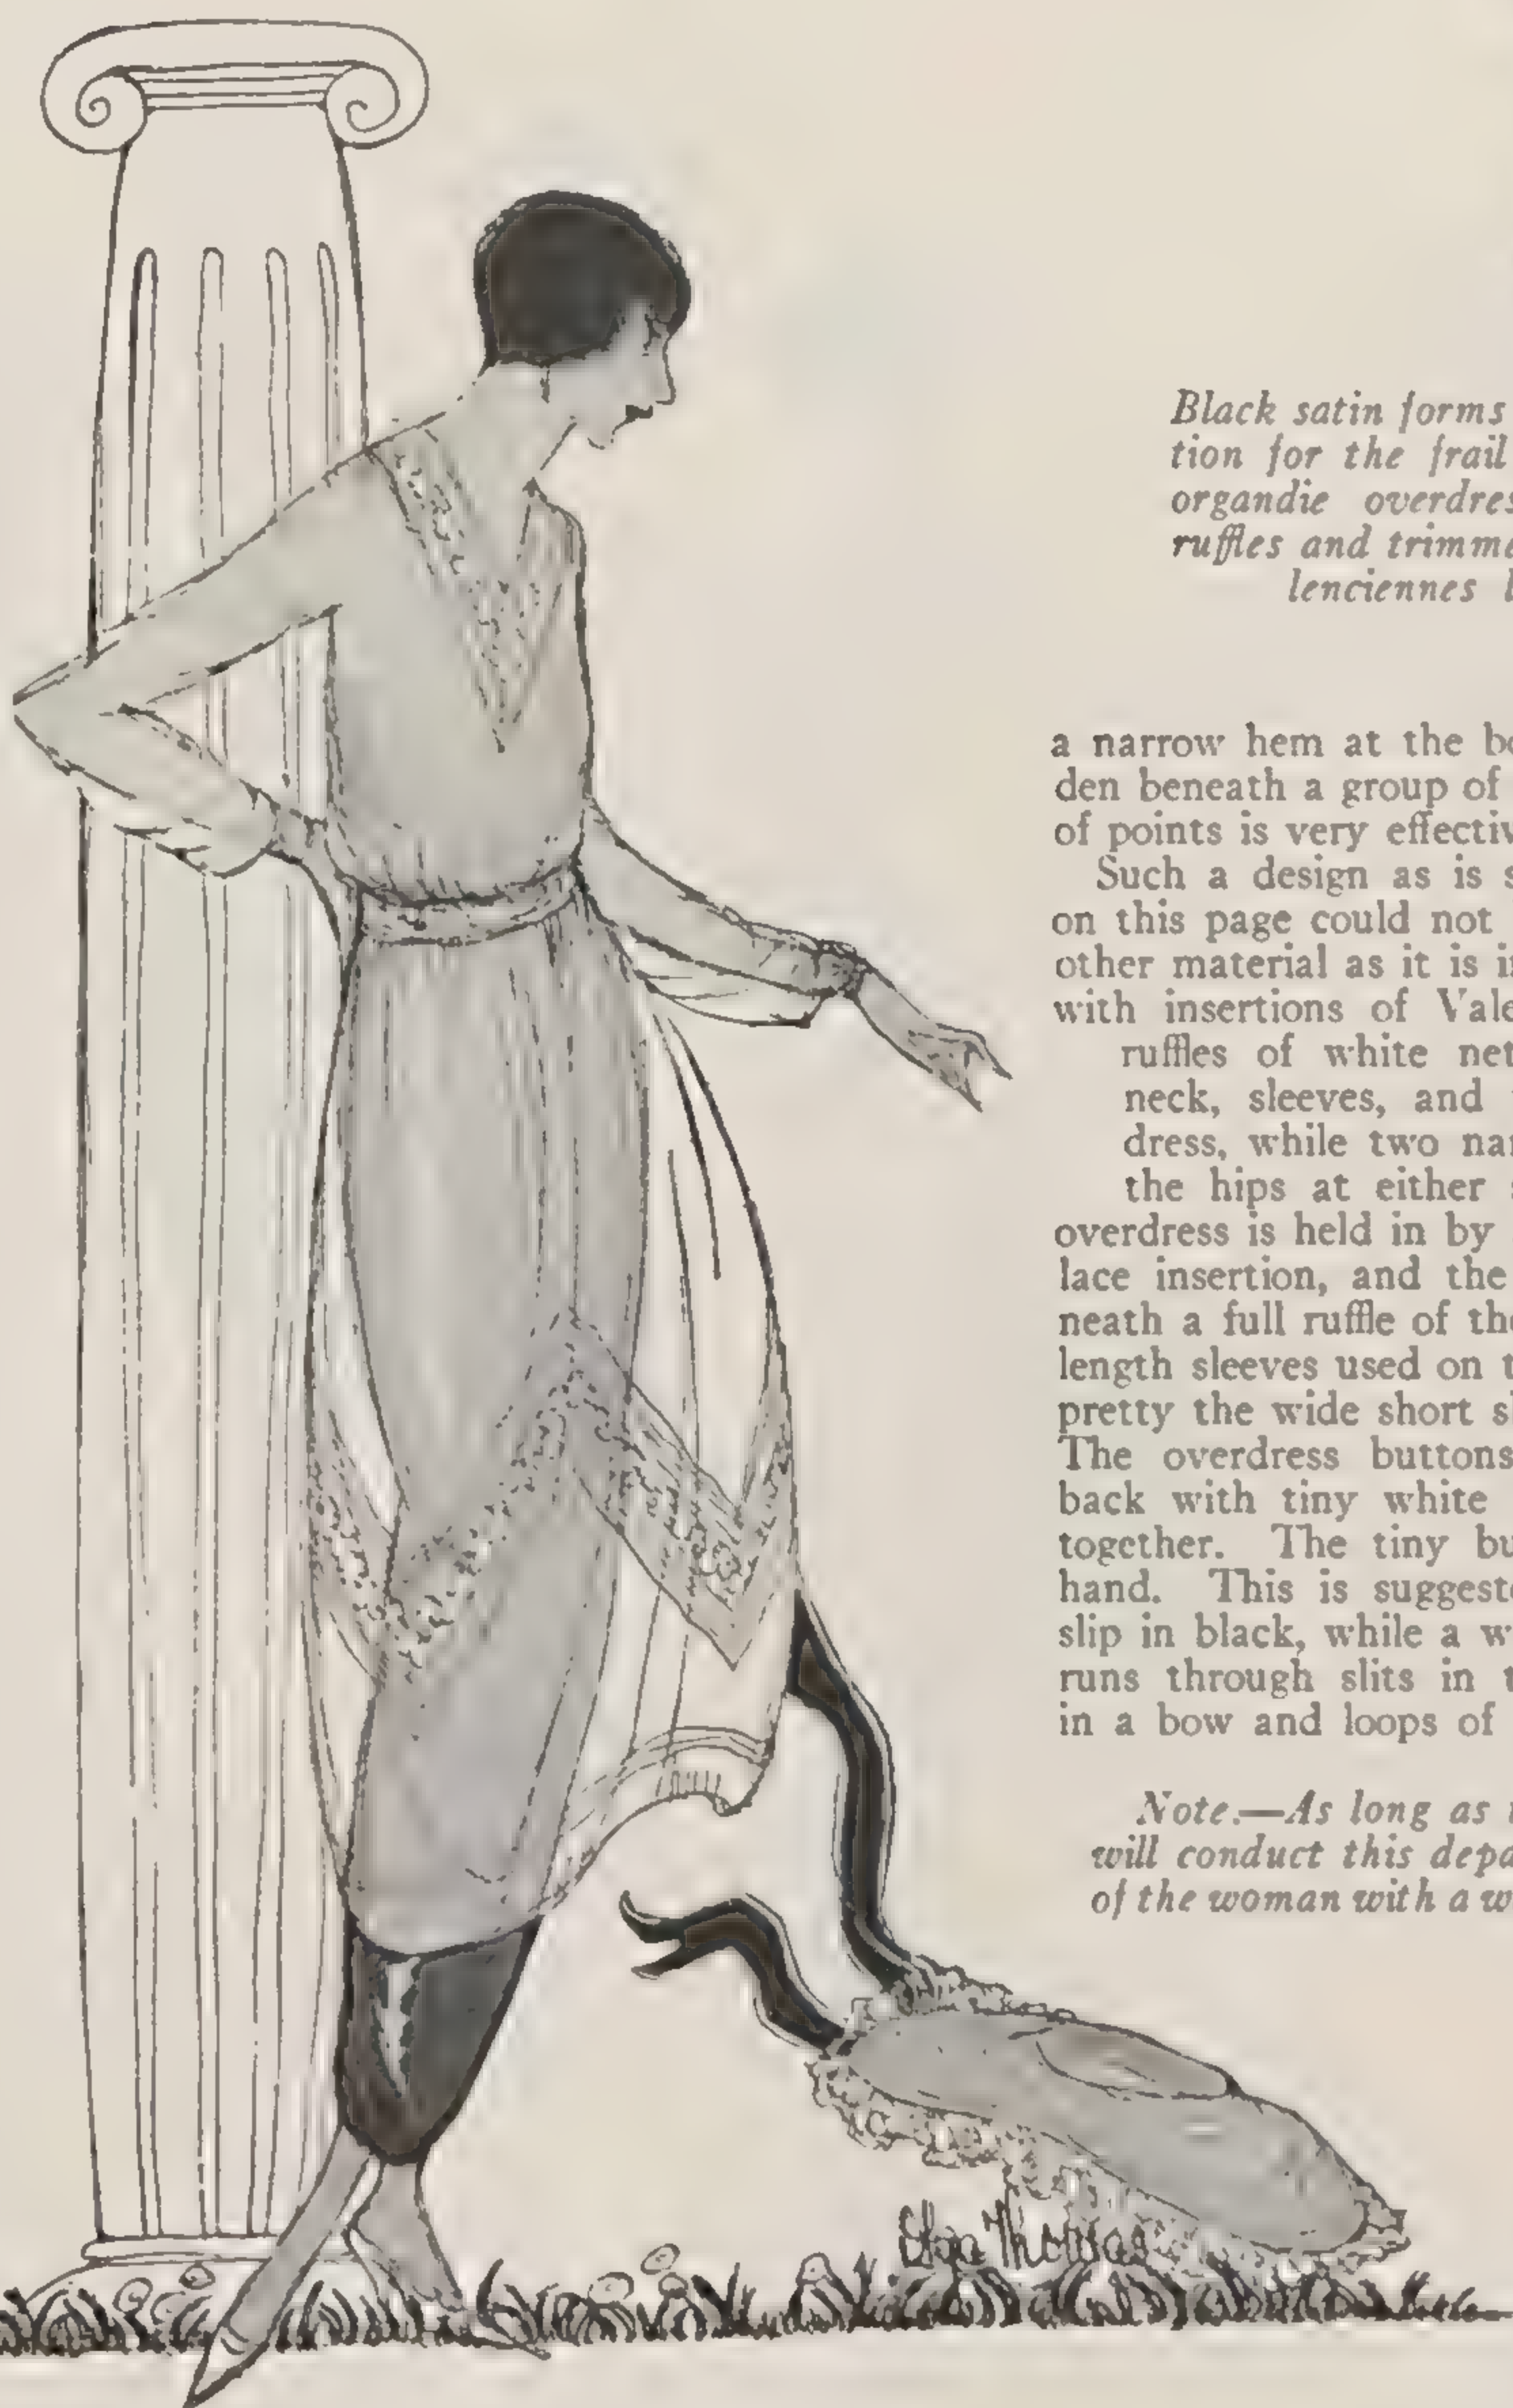 Black satin forms
tion for the frail
organdie overdres
ruffles and trimme
lenciennes l
a narrow hem at the bo
den beneath a group of
of points is very effectiv
Such a design as is s
on this page could not
other material as it is in
with insertions of Vale
ruffles of white net
neck, sleeves, and
dress, while two nar
the hips at either s
overdress is held in by
lace insertion, and the
neath a full ruffle of the
length sleeves used on t
pretty the wide short sl
The overdress buttons
back with tiny white
together. The tiny bu
hand. This is suggeste
slip in black, while a w
runs through slits in t
in a bow and loops of
Note.—As long as
will conduct this depa
of the woman with a w
Thomas